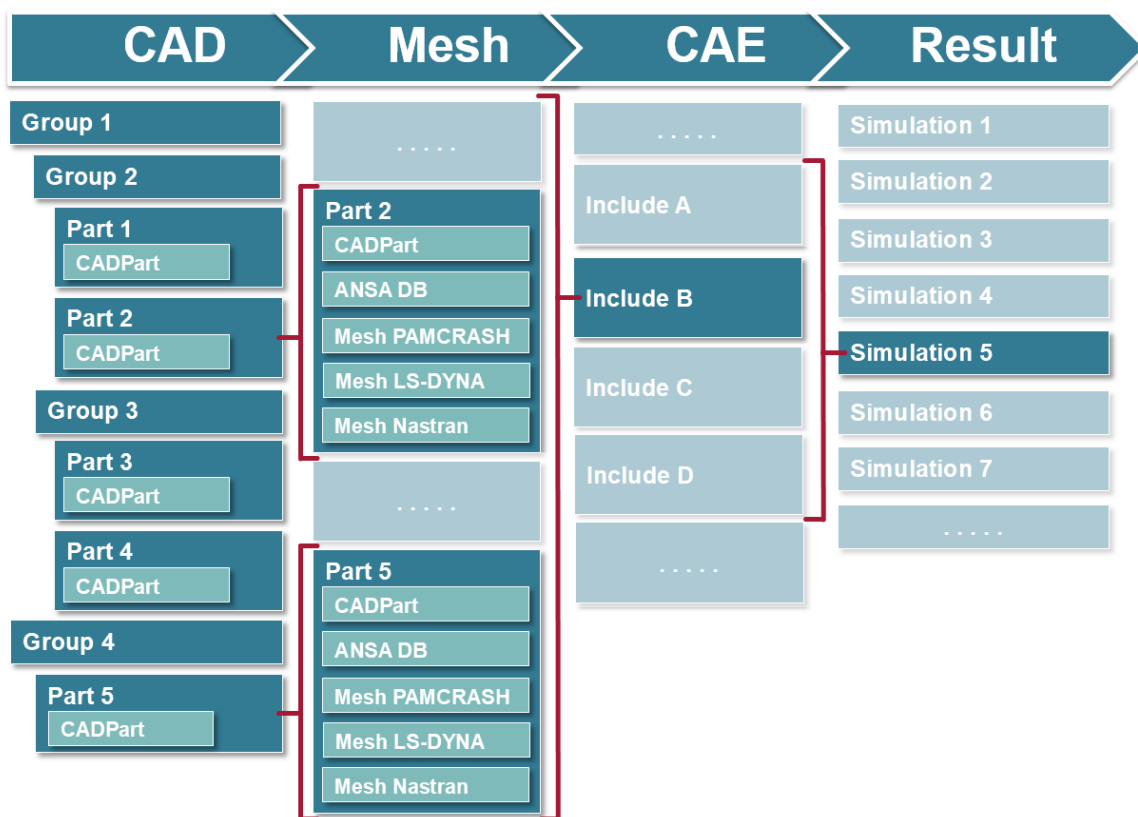 CAD
Mesh
CAE
Result
Group 1
Group 2
Part 1
CADPart
Part 2
CADPart
Group 3
Part 3
CADPart
Part 4
CADPart
Group 4
Part 5
CADPart
. . . . .
Part 2
CADPart
ANSA DB
Mesh PAMCRASH
Mesh LS-DYNA
Mesh Nastran
. . . . .
Part 5
CADPart
ANSA DB
Mesh PAMCRASH
Mesh LS-DYNA
Mesh Nastran
. . . . .
Include A
Include B
Include C
Include D
. . . . .
Simulation 1
Simulation 2
Simulation 3
Simulation 4
Simulation 5
Simulation 6
Simulation 7
. . . . .